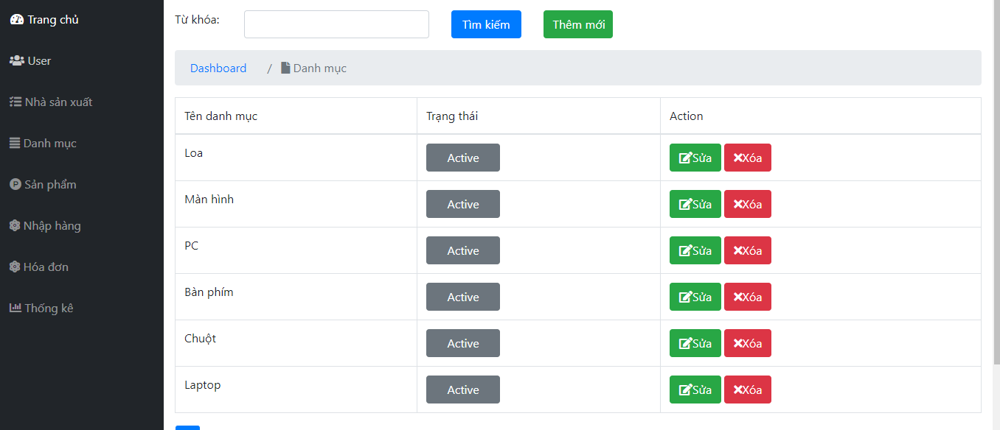 Trang chủ
User
Nhà sản xuất
Danh mục
Sản phẩm
Nhập hàng
Hóa đơn
Thống kê
Từ khóa:
Tìm kiếm
Thêm mới
Dashboard / Danh mục
Tên danh mục Trạng thái Action
Loa Active Sửa Xóa
Màn hình Active Sửa Xóa
PC Active Sửa Xóa
Bàn phím Active Sửa Xóa
Chuột Active Sửa Xóa
Laptop Active Sửa Xóa